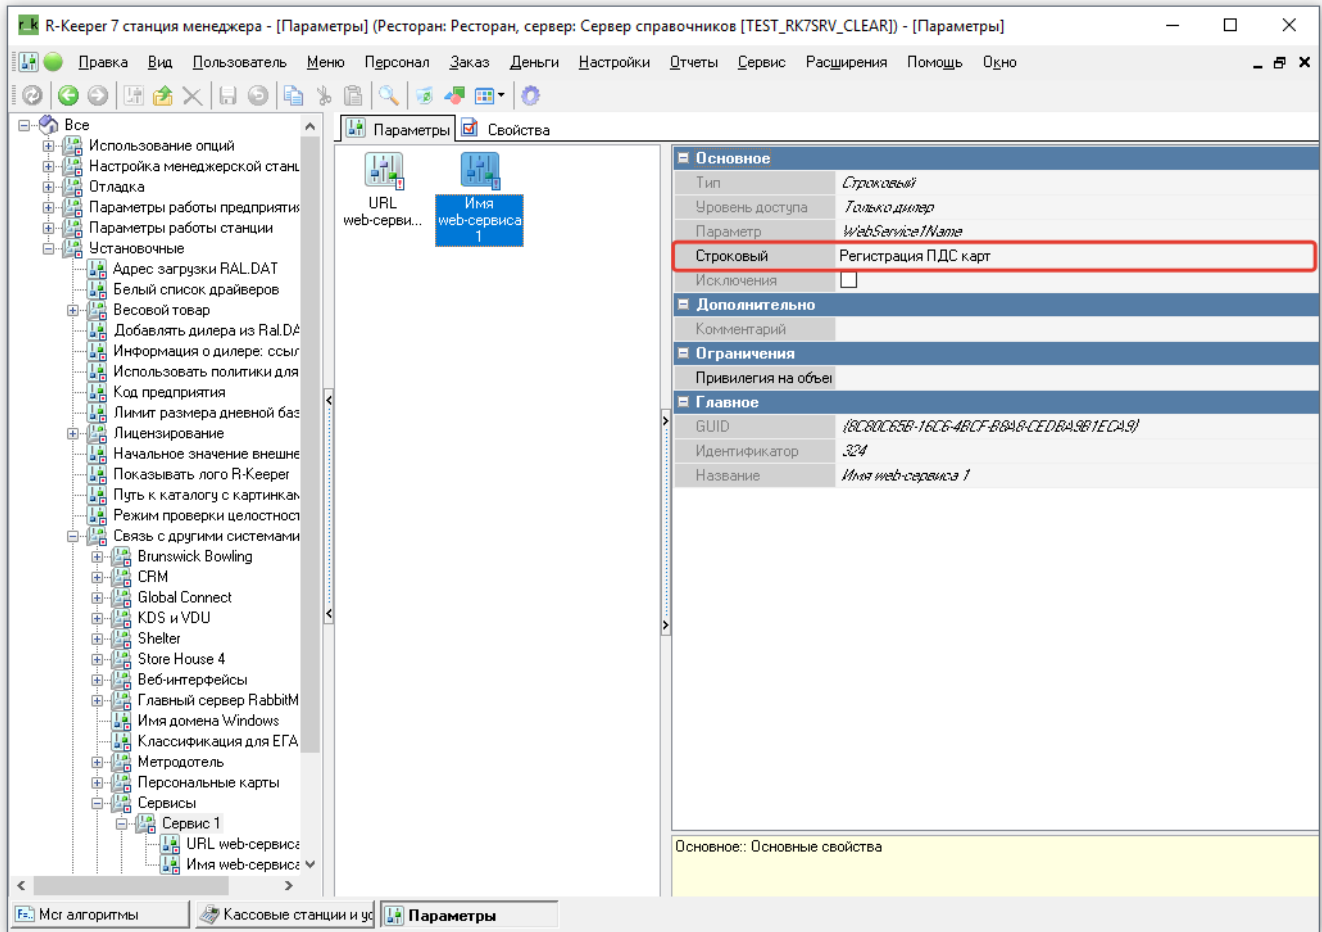 R-Keeper 7 станция менеджера - [Параметры] (Ресторан: Ресторан, сервер: Сервер справочников [TEST_RK7SRV_CLEAR]) - [Параметры]
Правка Вид Пользователь Меню Персонал Заказ Деньги Настройки Отчеты Сервис Расширения Помощь Окно
Все
Использование опций
Настройка менеджерской станц
Отладка
Параметры работы предприятия
Параметры работы станции
Установочные
Адрес загрузки RAL.DAT
Белый список драйверов
Весовой товар
Добавлять дилера из Ral.DA
Информация о дилере: ссыл
Использовать политики для
Код предприятия
Лимит размера дневной баз
Лицензирование
Начальное значение внешне
Показывать лого R-Keeper
Путь к каталогу с картинкам
Режим проверки целостност
Связь с другими системами
Brunswick Bowling
CRM
Global Connect
KDS и VDU
Shelter
Store House 4
Веб-интерфейсы
Главный сервер RabbitM
Имя домена Windows
Классификация для ЕГА
Метродотель
Персональные карты
Сервисы
Сервис 1
URL web-сервиса
Имя web-сервиса
Параметры Свойства
URL
web-серви...
Имя
web-сервиса
1
Основное
Тип Строковый
Уровень доступа Только дилер
Параметр WebService1Name
Строковый Регистрация ПДС карт
Исключения
Дополнительно
Комментарий
Ограничения
Привилегия на объек
Главное
GUID {8C80C65B-16C6-4BCF-B8A8-CEDBA9B1ECA9}
Идентификатор 324
Название Имя web-сервиса 1
Основное:: Основные свойства
Мсr алгоритмы Кассовые станции и ус Параметры